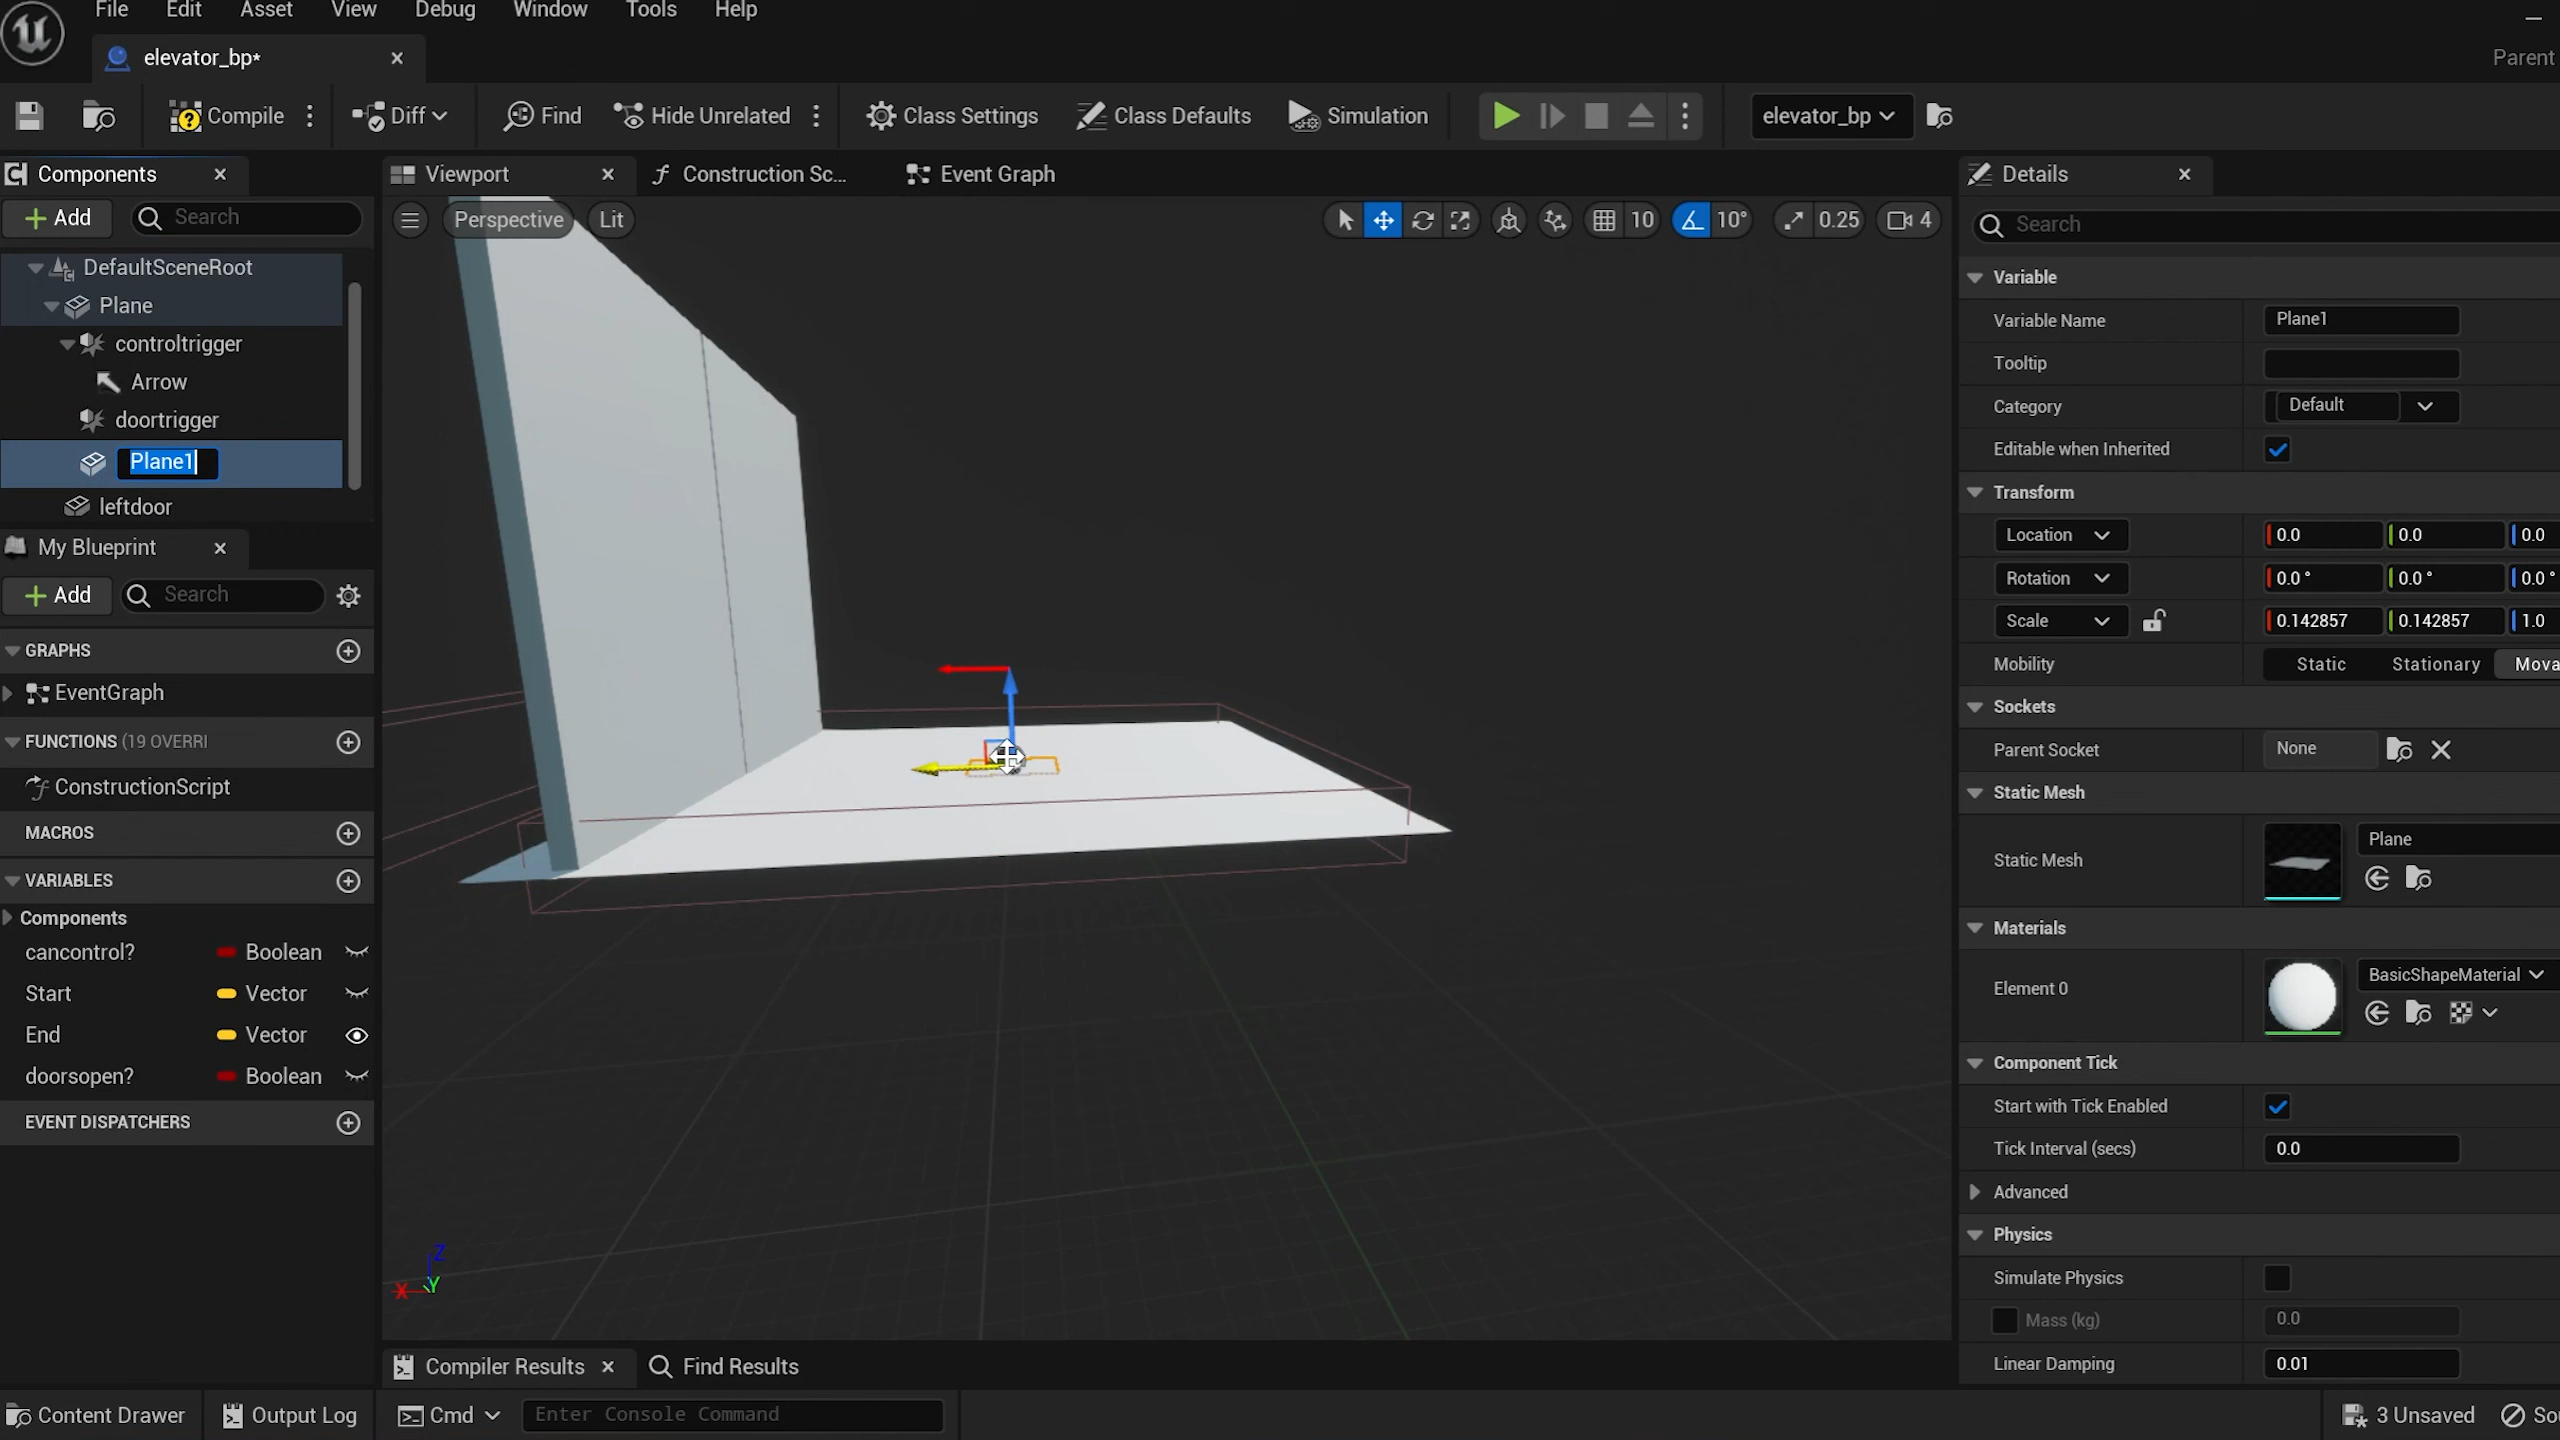 File Edit Asset View Debug Window Tools Help
elevator_bp*
Parent
Compile Diff Find Hide Unrelated Class Settings Class Defaults Simulation elevator_bp
Components
Add Search
DefaultSceneRoot
Plane
controltrigger
Arrow
doortrigger
Plane1
leftdoor
My Blueprint
Add Search
GRAPHS
EventGraph
FUNCTIONS (19 OVERRI
ConstructionScript
MACROS
VARIABLES
Components
cancontrol? Boolean
Start Vector
End Vector
doorsopen? Boolean
EVENT DISPATCHERS
Viewport Construction Sc... Event Graph
Perspective Lit 10 10° 0.25 4
Z
X Y
Compiler Results Find Results
Details
Search
Variable
Variable Name Plane1
Tooltip
Category Default
Editable when Inherited
Transform
Location 0.0 0.0 0.0
Rotation 0.0 ° 0.0 ° 0.0 °
Scale 0.142857 0.142857 1.0
Mobility Static Stationary Mova
Sockets
Parent Socket None
Static Mesh
Static Mesh Plane
Materials
Element 0 BasicShapeMaterial
Component Tick
Start with Tick Enabled
Tick Interval (secs) 0.0
Advanced
Physics
Simulate Physics
Mass (kg) 0.0
Linear Damping 0.01
Content Drawer Output Log Cmd Enter Console Command 3 Unsaved Sou